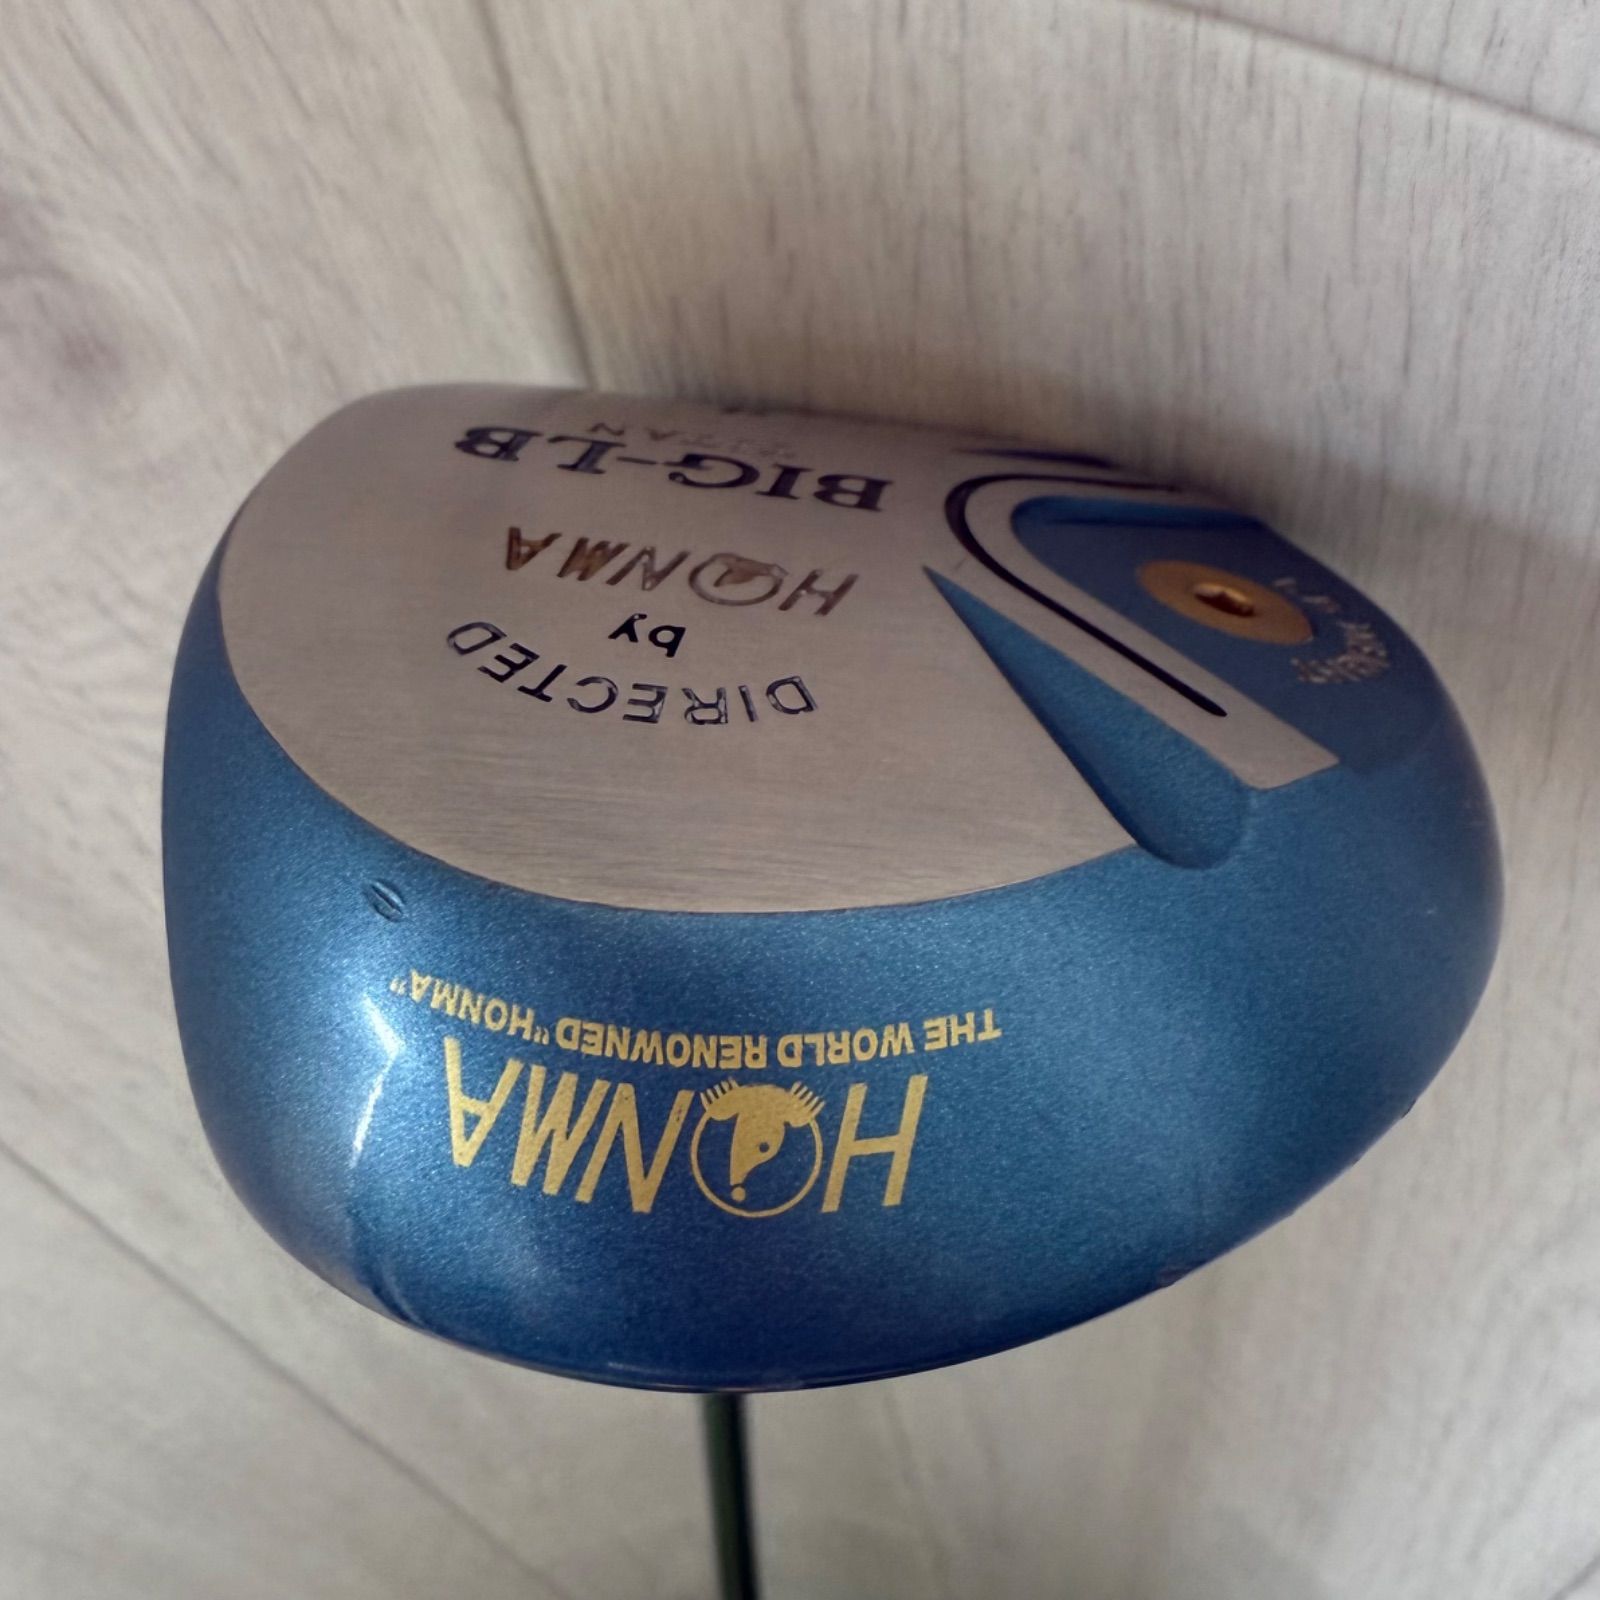 HONMA
THE WORLD RENOWNED "HONMA"
DIRECTED
by
HONMA
BIG-LB